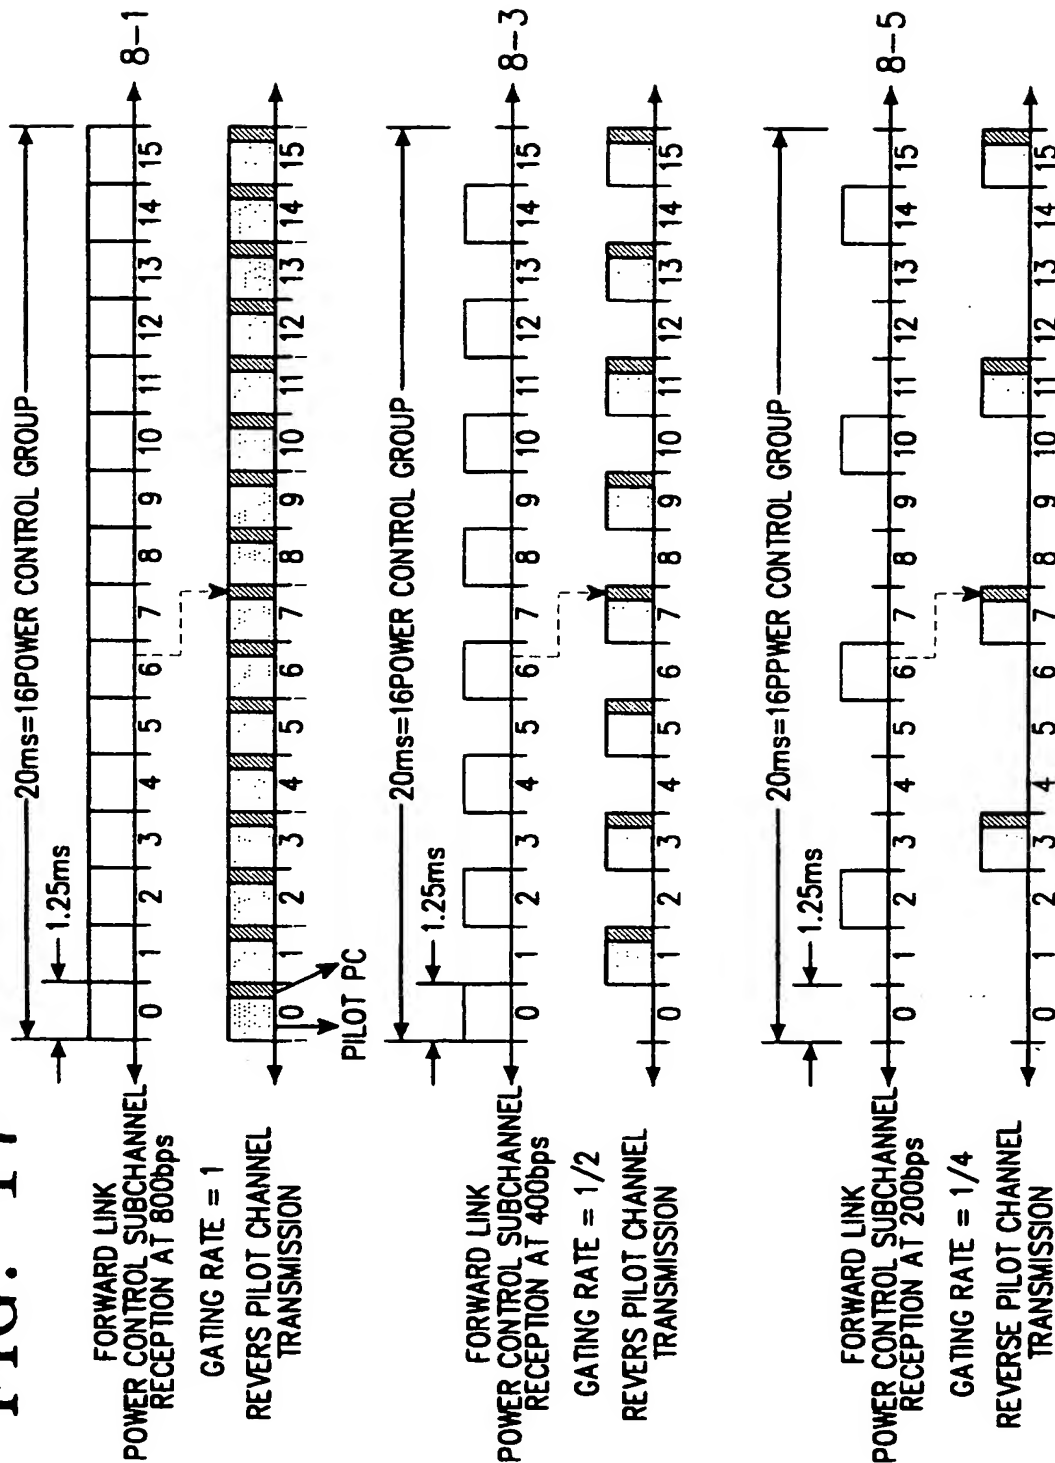 FIG. 17
20ms=16POWER CONTROL GROUP
1.25ms
FORWARD LINK
POWER CONTROL SUBCHANNEL
RECEPTION AT 800bps
0 1 2 3 4 5 6 7 8 9 10 11 12 13 14 15
8-1
GATING RATE = 1
REVERS PILOT CHANNEL
TRANSMISSION
0 1 2 3 4 5 6 7 8 9 10 11 12 13 14 15
PILOT PC
20ms=16POWER CONTROL GROUP
1.25ms
FORWARD LINK
POWER CONTROL SUBCHANNEL
RECEPTION AT 400bps
0 1 2 3 4 5 6 7 8 9 10 11 12 13 14 15
8-3
GATING RATE = 1/2
REVERS PILOT CHANNEL
TRANSMISSION
0 1 2 3 4 5 6 7 8 9 10 11 12 13 14 15
20ms=16PPWER CONTROL GROUP
1.25ms
FORWARD LINK
POWER CONTROL SUBCHANNEL
RECEPTION AT 200bps
0 1 2 3 4 5 6 7 8 9 10 11 12 13 14 15
8-5
GATING RATE = 1/4
REVERSE PILOT CHANNEL
TRANSMISSION
0 1 2 3 4 5 6 7 8 9 10 11 12 13 14 15